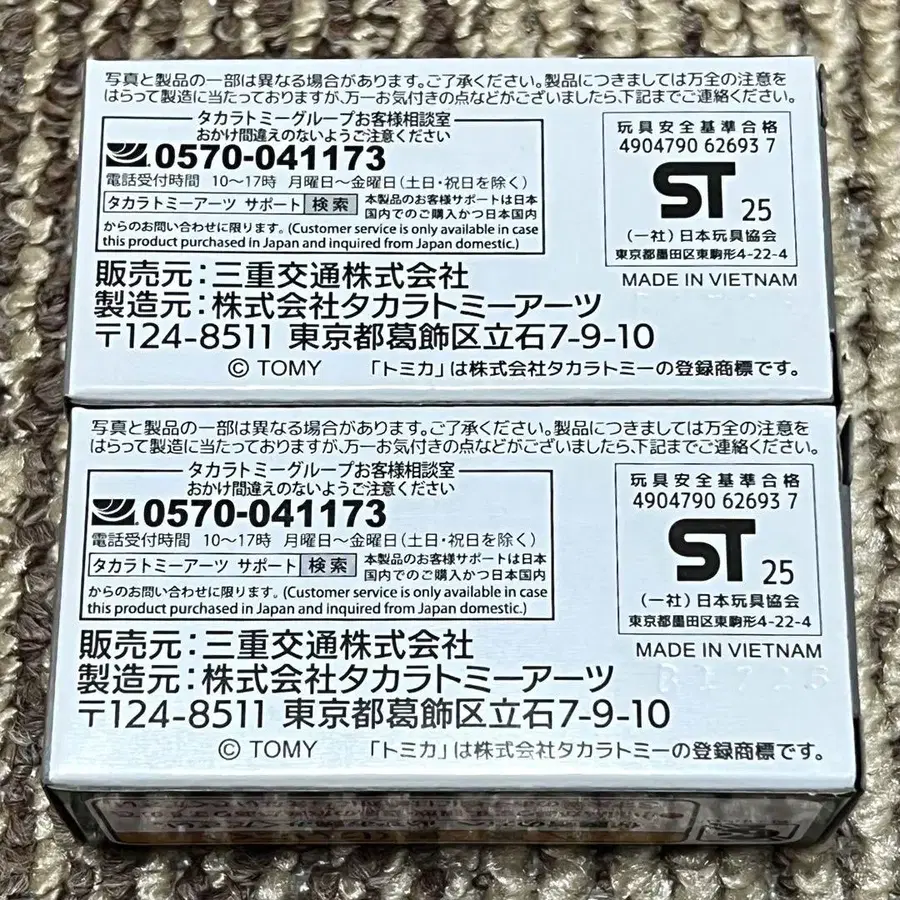 写真と製品の一部は異なる場合があります。ご了承ください。製品につきましては万全の注意を
はらって製造に当たっておりますが、万一お気付きの点などがございましたら、下記までご連絡ください。
タカラトミーグループお客様相談室
おかけ間違えのないようご注意ください
0570-041173
電話受付時間 10〜17時 月曜日〜金曜日(土日・祝日を除く)
タカラトミーアーツ サポート 検索 本製品のお客様サポートは日本
国内でのご購入かつ日本国内
からのお問い合わせに限ります。(Customer service is only available in case
this product purchased in Japan and inquired from Japan domestic.)
玩具安全基準合格
4904790 62693 7
ST 25
(一社)日本玩具協会
東京都墨田区東駒形4-22-4
MADE IN VIETNAM
販売元:三重交通株式会社
製造元:株式会社タカラトミーアーツ
〒124-8511 東京都葛飾区立石7-9-10
© TOMY 「トミカ」は株式会社タカラトミーの登録商標です。
写真と製品の一部は異なる場合があります。ご了承ください。製品につきましては万全の注意を
はらって製造に当たっておりますが、万一お気付きの点などがございましたら、下記までご連絡ください。
タカラトミーグループお客様相談室
おかけ間違えのないようご注意ください
0570-041173
電話受付時間 10〜17時 月曜日〜金曜日(土日・祝日を除く)
タカラトミーアーツ サポート 検索 本製品のお客様サポートは日本
国内でのご購入かつ日本国内
からのお問い合わせに限ります。(Customer service is only available in case
this product purchased in Japan and inquired from Japan domestic.)
玩具安全基準合格
4904790 62693 7
ST 25
(一社)日本玩具協会
東京都墨田区東駒形4-22-4
MADE IN VIETNAM
販売元:三重交通株式会社
製造元:株式会社タカラトミーアーツ
〒124-8511 東京都葛飾区立石7-9-10
© TOMY 「トミカ」は株式会社タカラトミーの登録商標です。